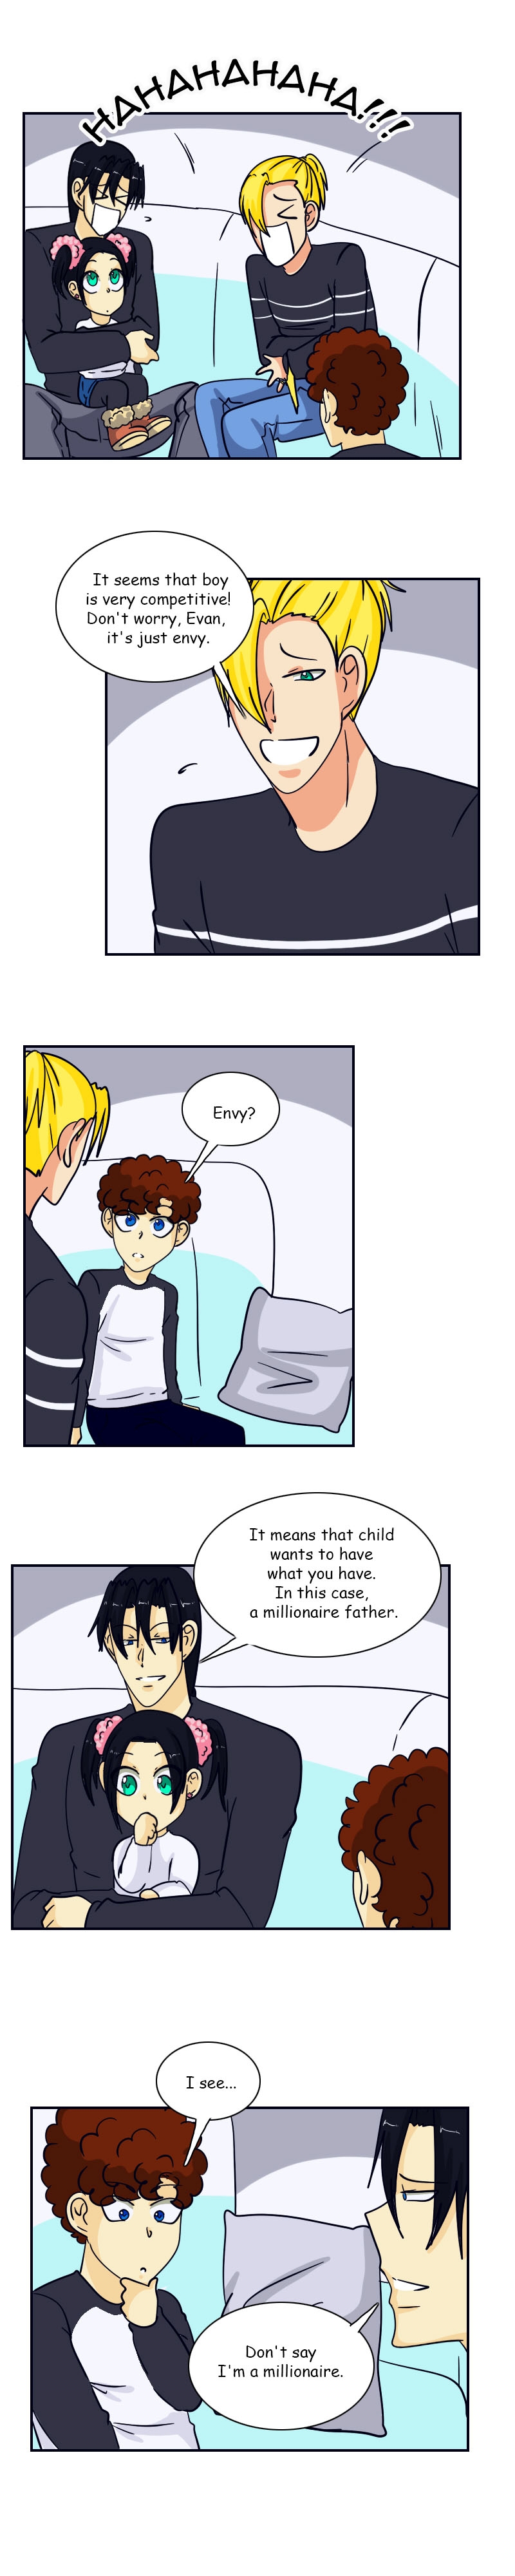 HAHAHAHAHA!!!
It seems that boy
is very competitive!
Don't worry, Evan,
it's just envy.
Envy?
It means that child
wants to have
what you have.
In this case,
a millionaire father.
I see...
Don't say
I'm a millionaire.